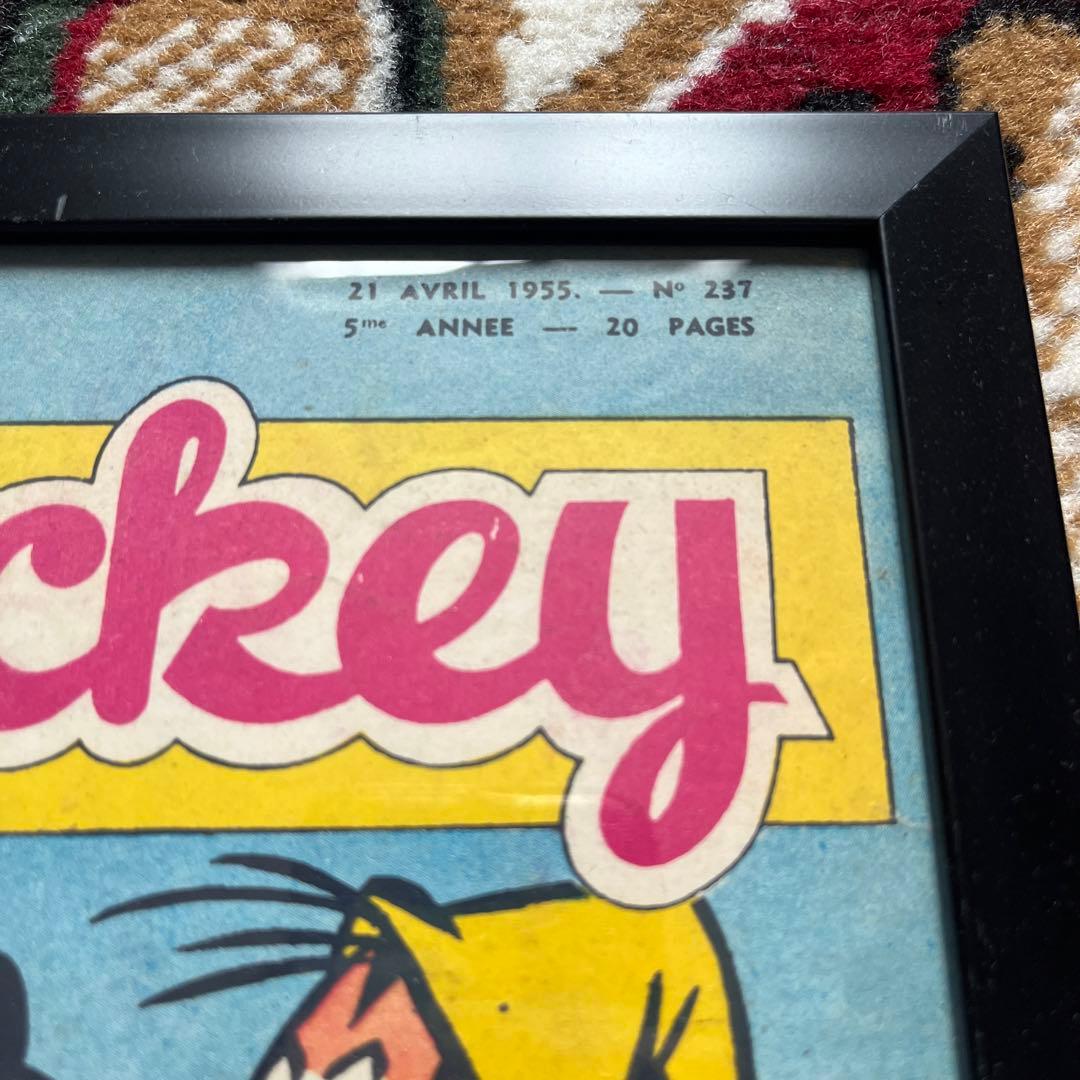 21 AVRIL 1955. — Nº 237
5me ANNEE — 20 PAGES
ckey